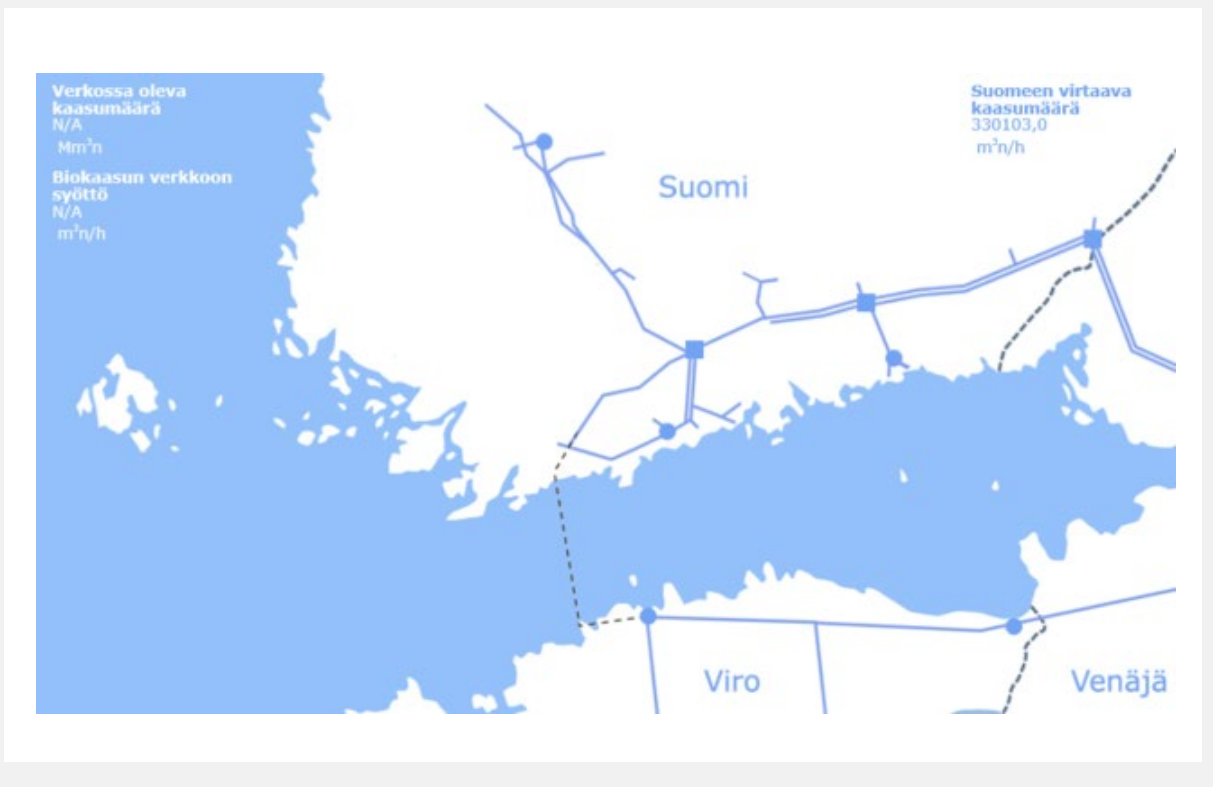 Verkossa oleva
kaasumäärä
N/A
Mm³n
Biokaasun verkkoon
syöttö
N/A
m³n/h
Suomeen virtaava
kaasumäärä
330103,0
m³n/h
Suomi
Viro
Venäjä